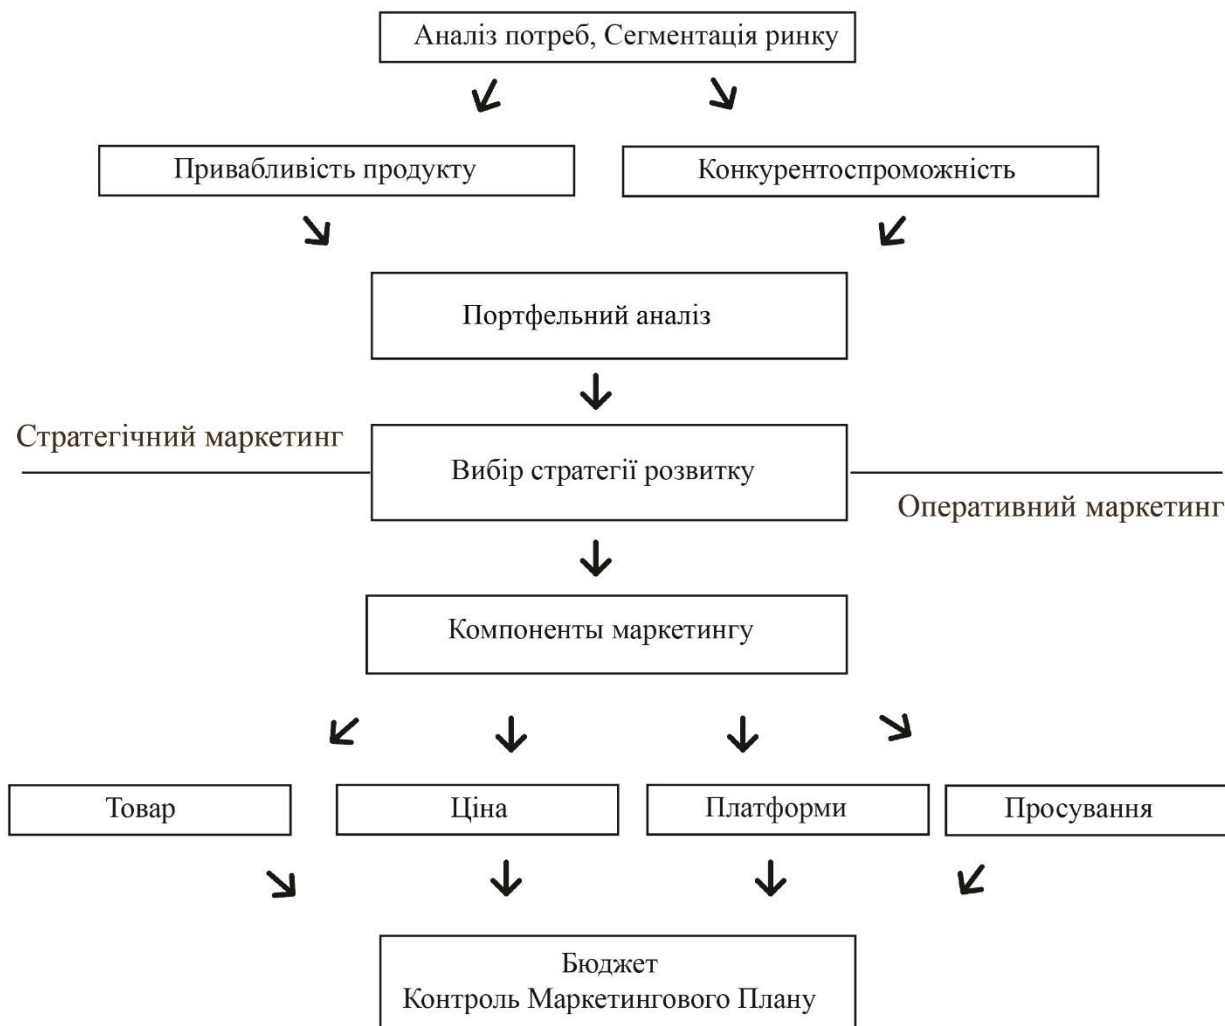 Аналіз потреб, Сегментація ринку
Привабливість продукту
Конкурентоспроможність
Портфельний аналіз
Стратегічний маркетинг
Вибір стратегії розвитку
Оперативний маркетинг
Компоненты маркетингу
Товар
Ціна
Платформи
Просування
Бюджет
Контроль Маркетингового Плану